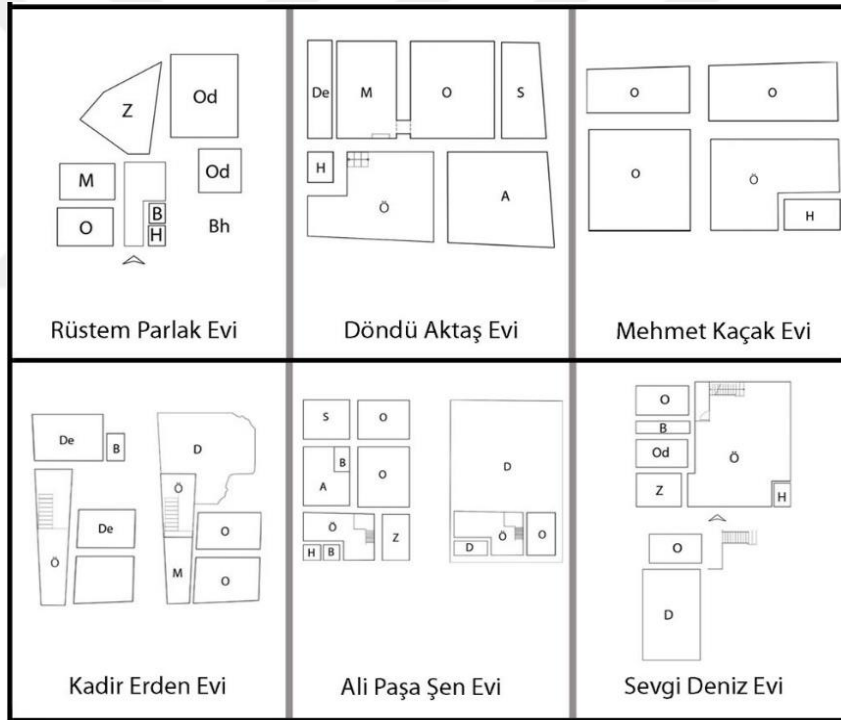 Z Od
M Od
O B
H Bh
Rüstem Parlak Evi
De M O S
H
Ö A
Döndü Aktaş Evi
O O
O Ö
H
Mehmet Kaçak Evi
De B D
Ö
De O
Ö
M O
Kadir Erden Evi
S O
B D
A O
Ö
H B Z D Ö O
Ali Paşa Şen Evi
O
B
Od Ö
Z H
O
D
Sevgi Deniz Evi